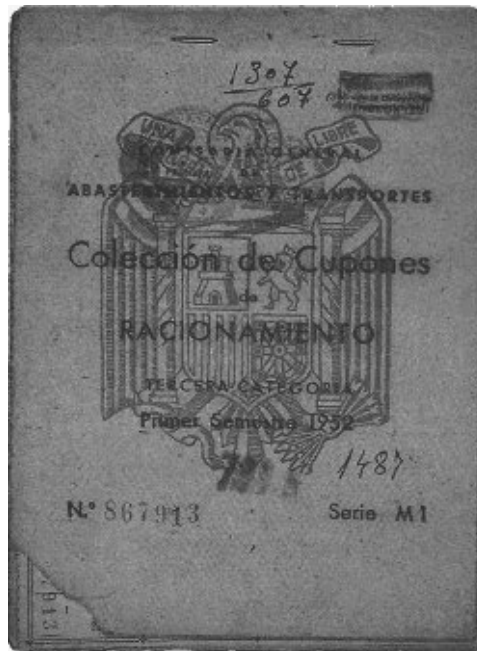 1307
607
UNA GRANDE LIBRE
COMISARIA GENERAL
DE
ABASTECIMIENTOS Y TRANSPORTES
Colección de Cupones
de
RACIONAMIENTO
TERCERA CATEGORIA
Primer Semestre 1952
1487
N.º 867913 Serie M1